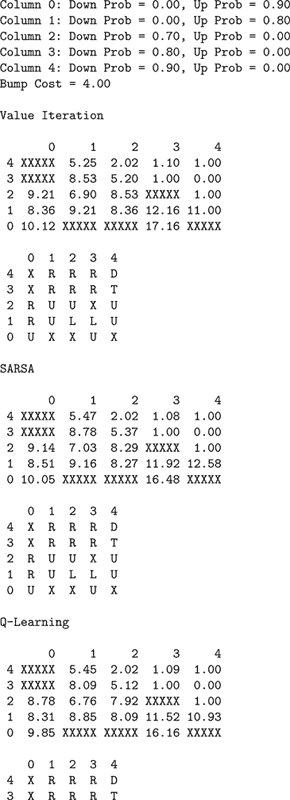 Column 0: Down Prob = 0.00, Up Prob = 0.90
Column 1: Down Prob = 0.00, Up Prob = 0.80
Column 2: Down Prob = 0.70, Up Prob = 0.00
Column 3: Down Prob = 0.80, Up Prob = 0.00
Column 4: Down Prob = 0.90, Up Prob = 0.00
Bump Cost = 4.00
Value Iteration
0 1 2 3 4
4 XXXXX 5.25 2.02 1.10 1.00
3 XXXXX 8.53 5.20 1.00 0.00
2 9.21 6.90 8.53 XXXXX 1.00
1 8.36 9.21 8.36 12.16 11.00
0 10.12 XXXXX XXXXX 17.16 XXXXX
0 1 2 3 4
4 X R R R D
3 X R R R T
2 R U U X U
1 R U L L U
0 U X X U X
SARSA
0 1 2 3 4
4 XXXXX 5.47 2.02 1.08 1.00
3 XXXXX 8.78 5.37 1.00 0.00
2 9.14 7.03 8.29 XXXXX 1.00
1 8.51 9.16 8.27 11.92 12.58
0 10.05 XXXXX XXXXX 16.48 XXXXX
0 1 2 3 4
4 X R R R D
3 X R R R T
2 R U U X U
1 R U L L U
0 U X X U X
Q-Learning
0 1 2 3 4
4 XXXXX 5.45 2.02 1.09 1.00
3 XXXXX 8.09 5.12 1.00 0.00
2 8.78 6.76 7.92 XXXXX 1.00
1 8.31 8.85 8.09 11.52 10.93
0 9.85 XXXXX XXXXX 16.16 XXXXX
0 1 2 3 4
4 X R R R D
3 X R R R T